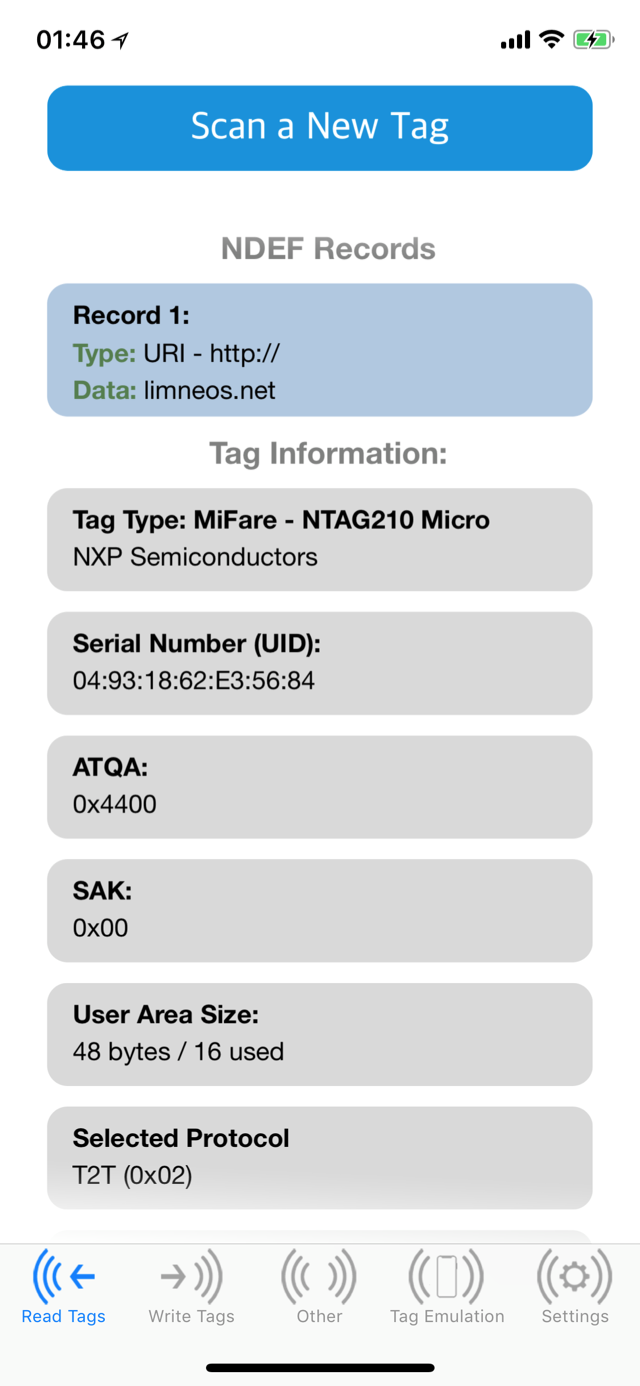 01:46
Scan a New Tag
NDEF Records
Record 1:
Type: URI - http://
Data: limneos.net
Tag Information:
Tag Type: MiFare - NTAG210 Micro
NXP Semiconductors
Serial Number (UID):
04:93:18:62:E3:56:84
ATQA:
0x4400
SAK:
0x00
User Area Size:
48 bytes / 16 used
Selected Protocol
T2T (0x02)
Read Tags
Write Tags
Other
Tag Emulation
Settings